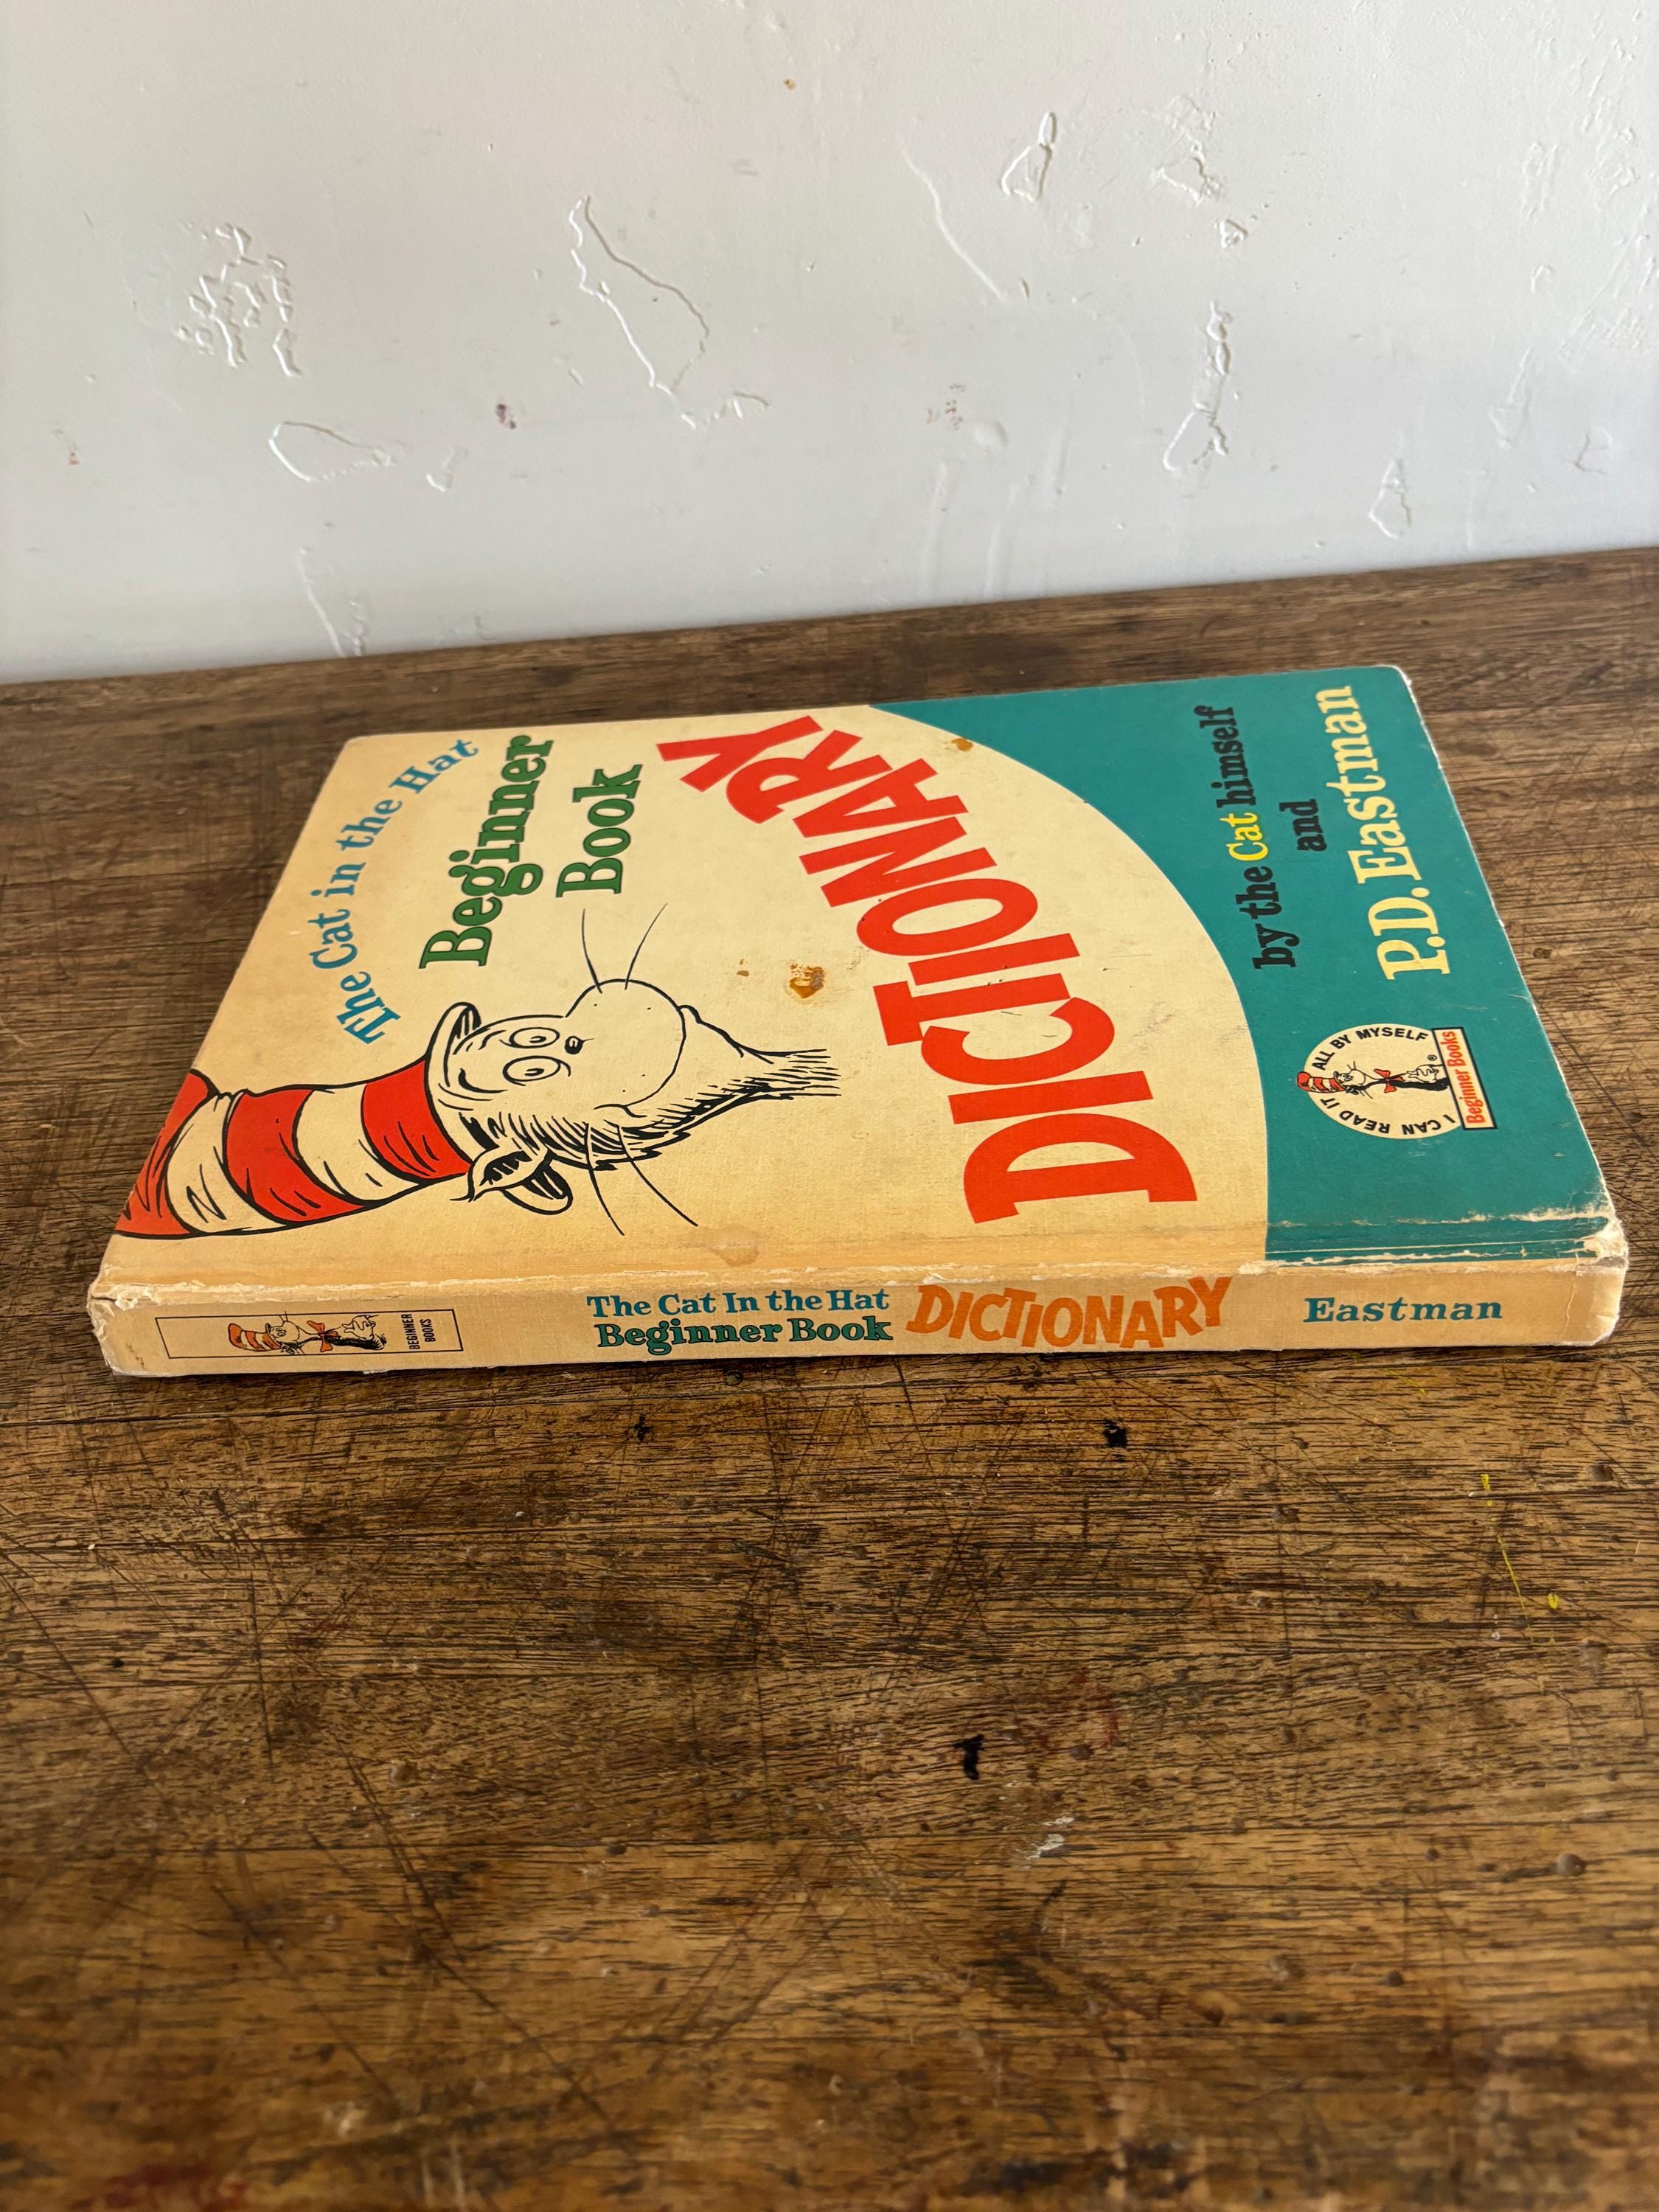 The Cat in the Hat
Beginner
Book
DICTIONARY
by the Cat himself
and
P.D. Eastman
I CAN READ IT ALL BY MYSELF
®
Beginner Books
BEGINNER
BOOKS
The Cat In the Hat
Beginner Book
DICTIONARY
Eastman